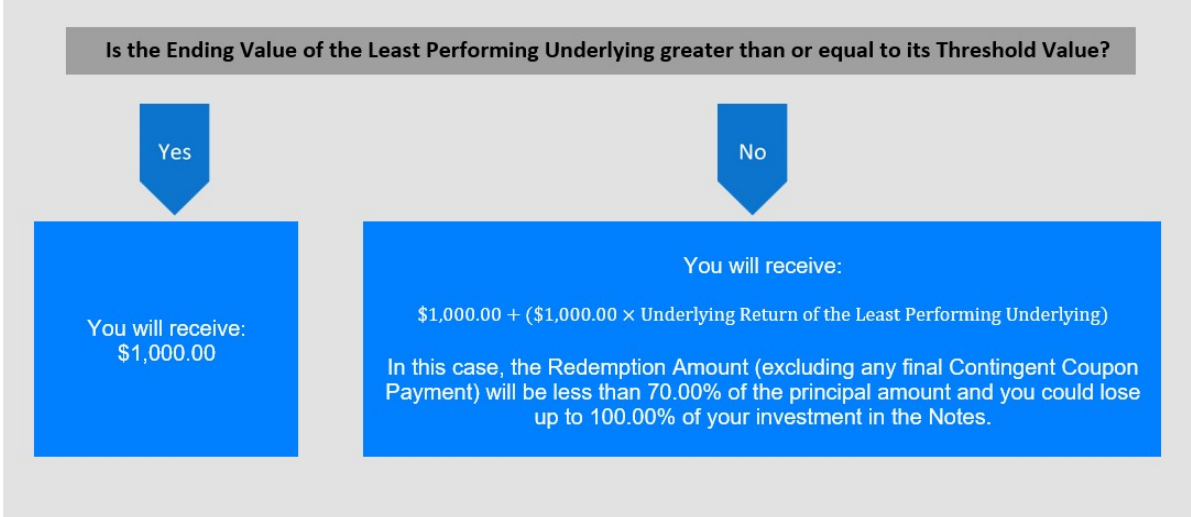 Is the Ending Value of the Least Performing Underlying greater than or equal to its Threshold Value?
Yes
No
You will receive:
$1,000.00
You will receive:
$1,000.00 + ($1,000.00 × Underlying Return of the Least Performing Underlying)
In this case, the Redemption Amount (excluding any final Contingent Coupon
Payment) will be less than 70.00% of the principal amount and you could lose
up to 100.00% of your investment in the Notes.